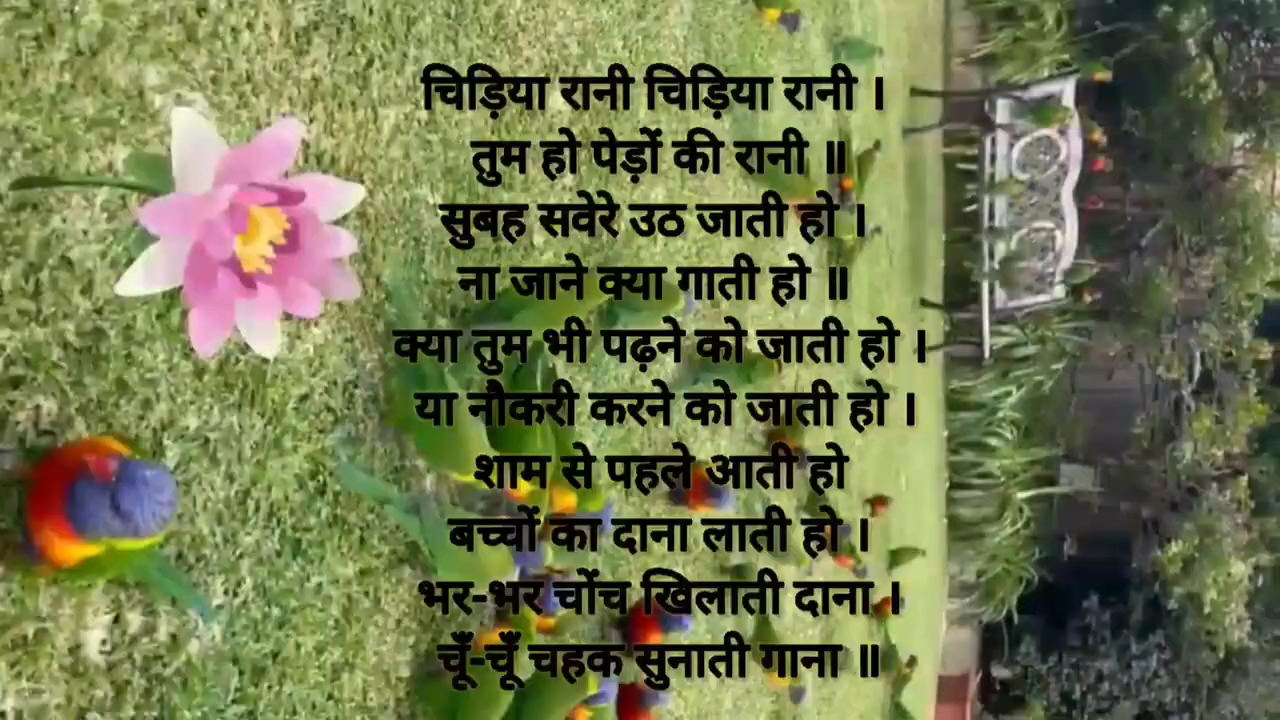 चिड़िया रानी चिड़िया रानी ।
तुम हो पेड़ों की रानी ॥
सुबह सवेरे उठ जाती हो ।
ना जाने क्या गाती हो ॥
क्या तुम भी पढ़ने को जाती हो ।
या नौकरी करने को जाती हो ।
शाम से पहले आती हो
बच्चों का दाना लाती हो ।
भर-भर चोंच खिलाती दाना ।
चूँ-चूँ चहक सुनाती गाना ॥